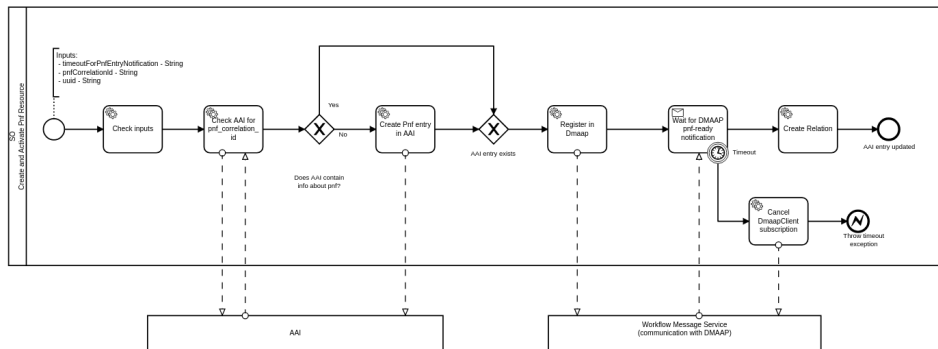 SO
Create and Activate Pnf Resource
Inputs:
- timeoutForPnfEntryNotification - String
- pnfCorrelationId - String
- uuid - String
Check inputs
Check AAI for
pnf_correlation_
id
Yes
No
Does AAI contain
info about pnf?
Create Pnf entry
in AAI
AAI entry exists
Register in
Dmaap
Wait for DMAAP
pnf-ready
notification
Timeout
Create Relation
AAI entry updated
Cancel
DmaapClient
subscription
Throw timeout
exception
AAI
Workflow Message Service
(communication with DMAAP)